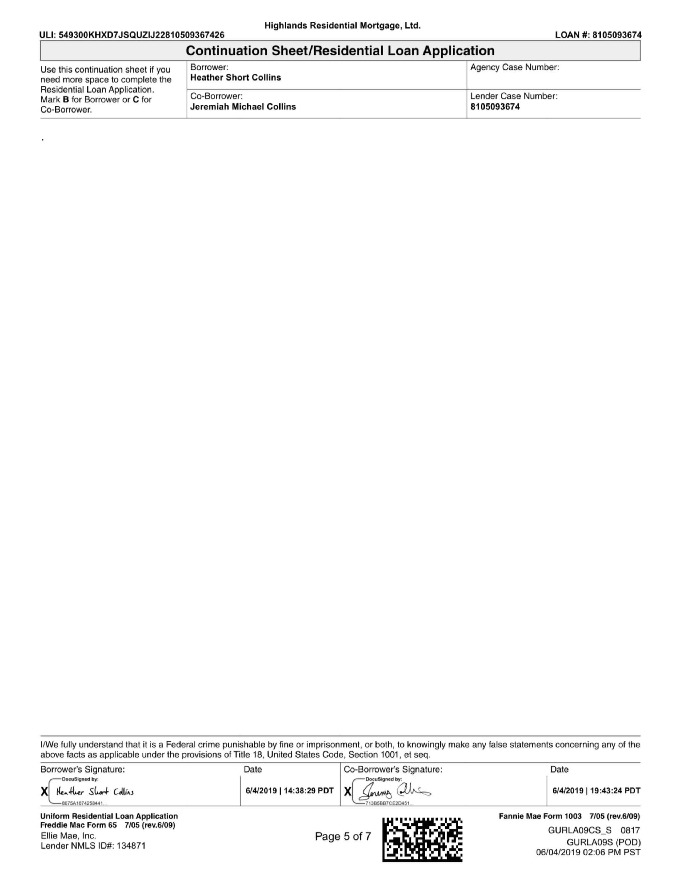 Highlands Residential Mortgage, Ltd.
ULI: 549300KHXD7JSQUZIJ22810509367426
LOAN #: 8105093674
Continuation Sheet/Residential Loan Application
Use this continuation sheet if you
need more space to complete the
Residential Loan Application.
Mark B for Borrower or C for
Co-Borrower.
Borrower:
Heather Short Collins
Agency Case Number:
Co-Borrower:
Jeremiah Michael Collins
Lender Case Number:
8105093674
.
I/We fully understand that it is a Federal crime punishable by fine or imprisonment, or both, to knowingly make any false statements concerning any of the
above facts as applicable under the provisions of Title 18, United States Code, Section 1001, et seq.
Borrower's Signature:
Date
Co-Borrower's Signature:
Date
DocuSigned by:
X Heather Short Collins
6/4/2019 | 14:38:29 PDT
DocuSigned by:
X
6/4/2019 | 19:43:24 PDT
Uniform Residential Loan Application
Freddie Mac Form 65 7/05 (rev.6/09)
Ellie Mae, Inc.
Lender NMLS ID#: 134871
Page 5 of 7
Fannie Mae Form 1003 7/05 (rev.6/09)
GURLA09CS_S 0817
GURLA09S (POD)
06/04/2019 02:06 PM PST